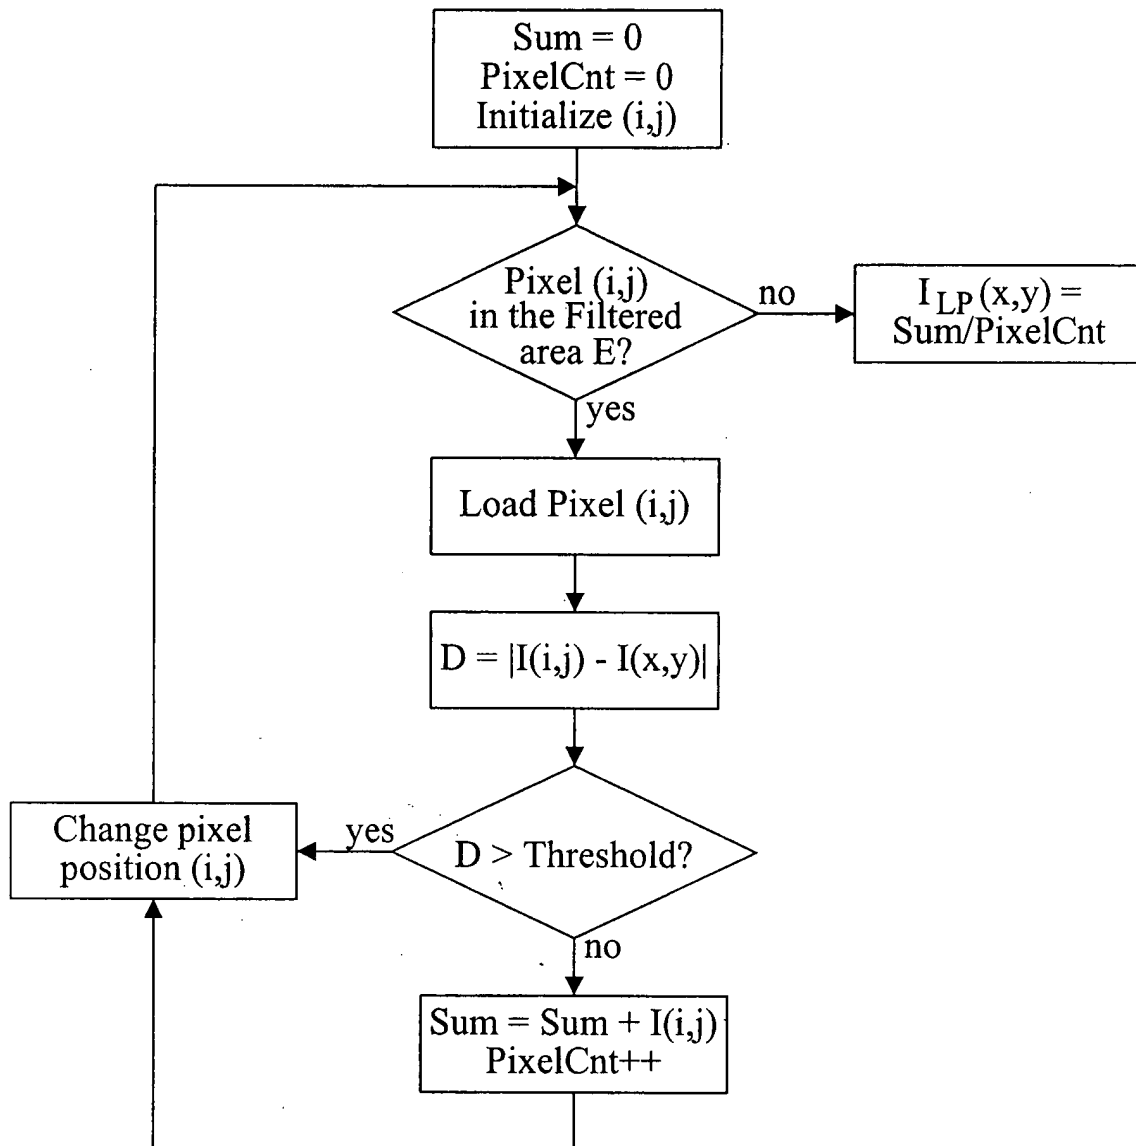 Sum = 0
PixelCnt = 0
Initialize (i,j)
Pixel (i,j)
in the Filtered
area E?
no
I LP (x,y) =
Sum/PixelCnt
yes
Load Pixel (i,j)
D = |I(i,j) - I(x,y)|
Change pixel
position (i,j)
yes
D > Threshold?
no
Sum = Sum + I(i,j)
PixelCnt++